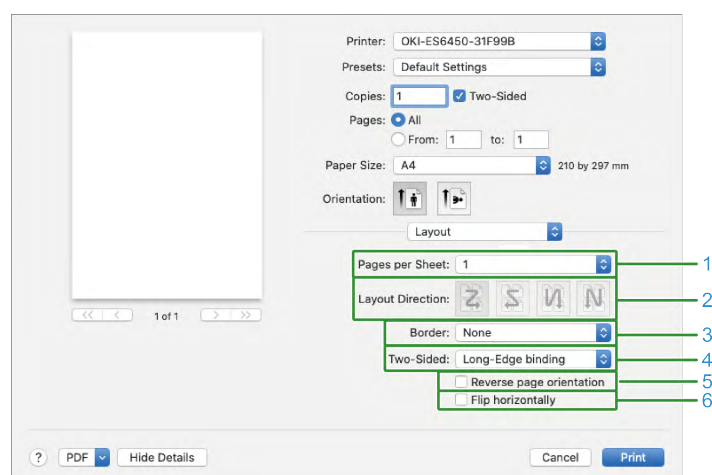 Printer: OKI-ES6450-31F99B
Presets: Default Settings
Copies: 1 Two-Sided
Pages: All
From: 1 to: 1
Paper Size: A4 210 by 297 mm
Orientation:
Layout
Pages per Sheet: 1 1
Layout Direction: 2
Border: None 3
Two-Sided: Long-Edge binding 4
Reverse page orientation 5
Flip horizontally 6
<< < 1 of 1 > >>
? PDF Hide Details Cancel Print